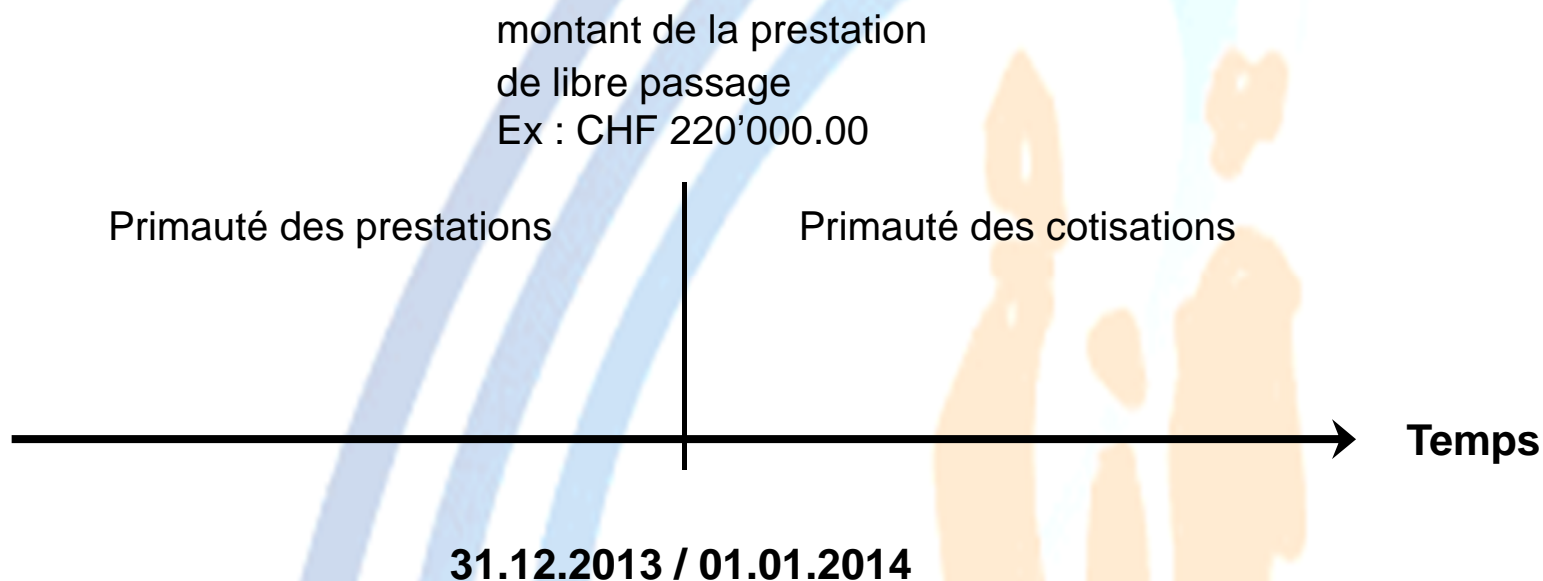 montant de la prestation
de libre passage
Ex : CHF 220'000.00
Primauté des prestations
Primauté des cotisations
Temps
31.12.2013 / 01.01.2014